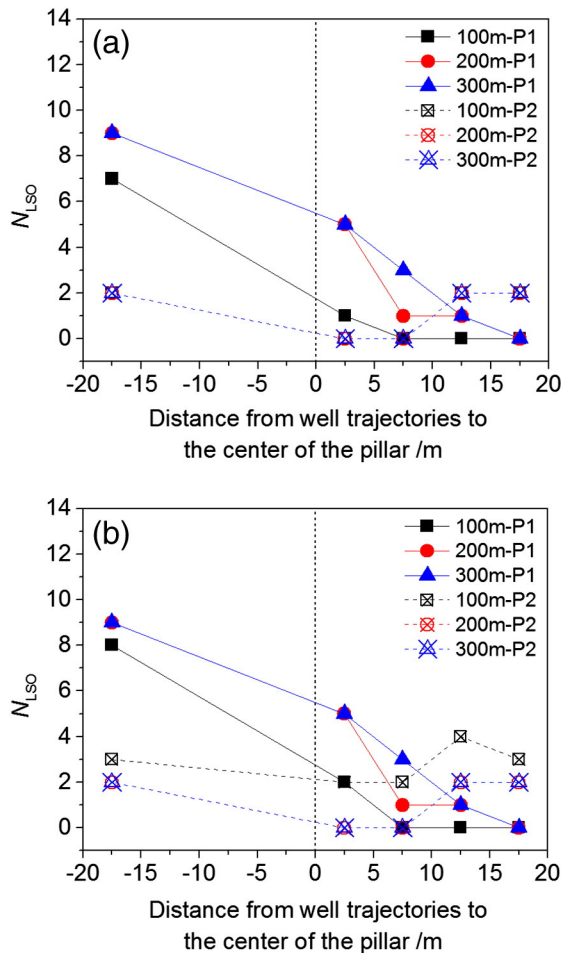 (a)
100m-P1
200m-P1
300m-P1
100m-P2
200m-P2
300m-P2
14
12
10
8
6
4
2
0
N_LSO
-20 -15 -10 -5 0 5 10 15 20
Distance from well trajectories to
the center of the pillar /m
(b)
100m-P1
200m-P1
300m-P1
100m-P2
200m-P2
300m-P2
14
12
10
8
6
4
2
0
N_LSO
-20 -15 -10 -5 0 5 10 15 20
Distance from well trajectories to
the center of the pillar /m